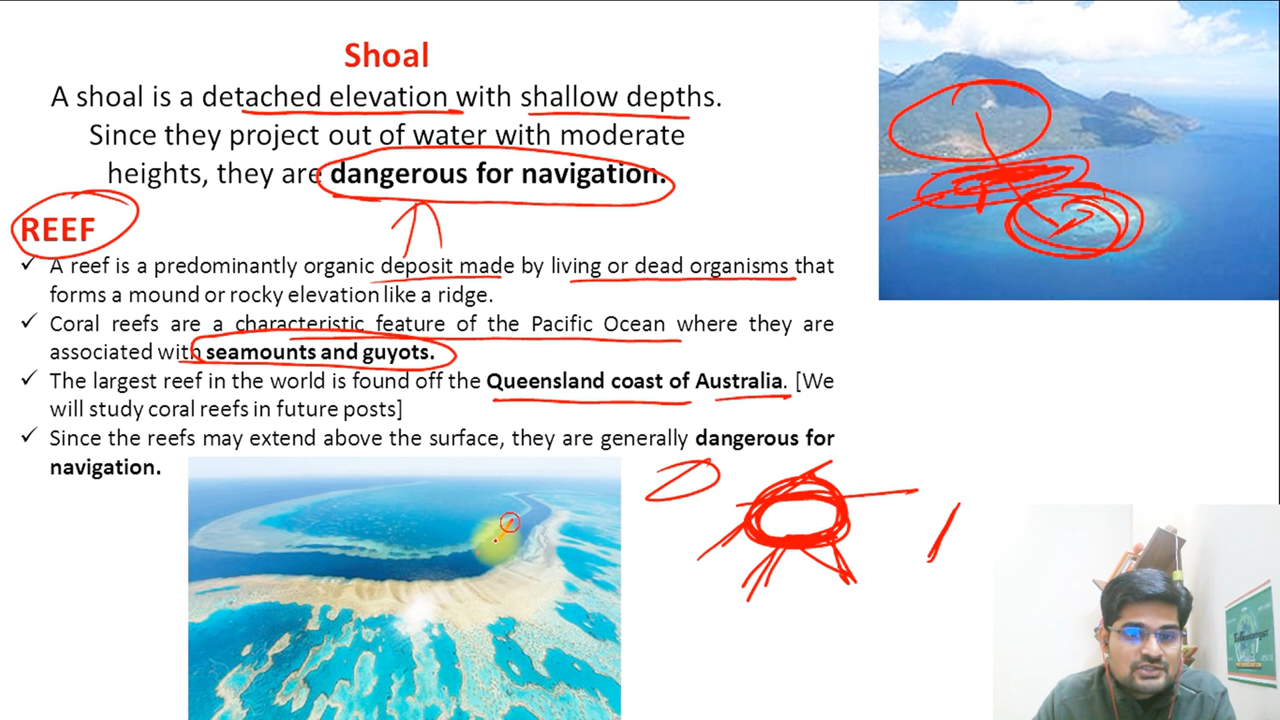 Shoal
A shoal is a detached elevation with shallow depths.
Since they project out of water with moderate
heights, they are dangerous for navigation.
REEF
✓ A reef is a predominantly organic deposit made by living or dead organisms that
forms a mound or rocky elevation like a ridge.
✓ Coral reefs are a characteristic feature of the Pacific Ocean where they are
associated with seamounts and guyots.
✓ The largest reef in the world is found off the Queensland coast of Australia. [We
will study coral reefs in future posts]
✓ Since the reefs may extend above the surface, they are generally dangerous for
navigation.